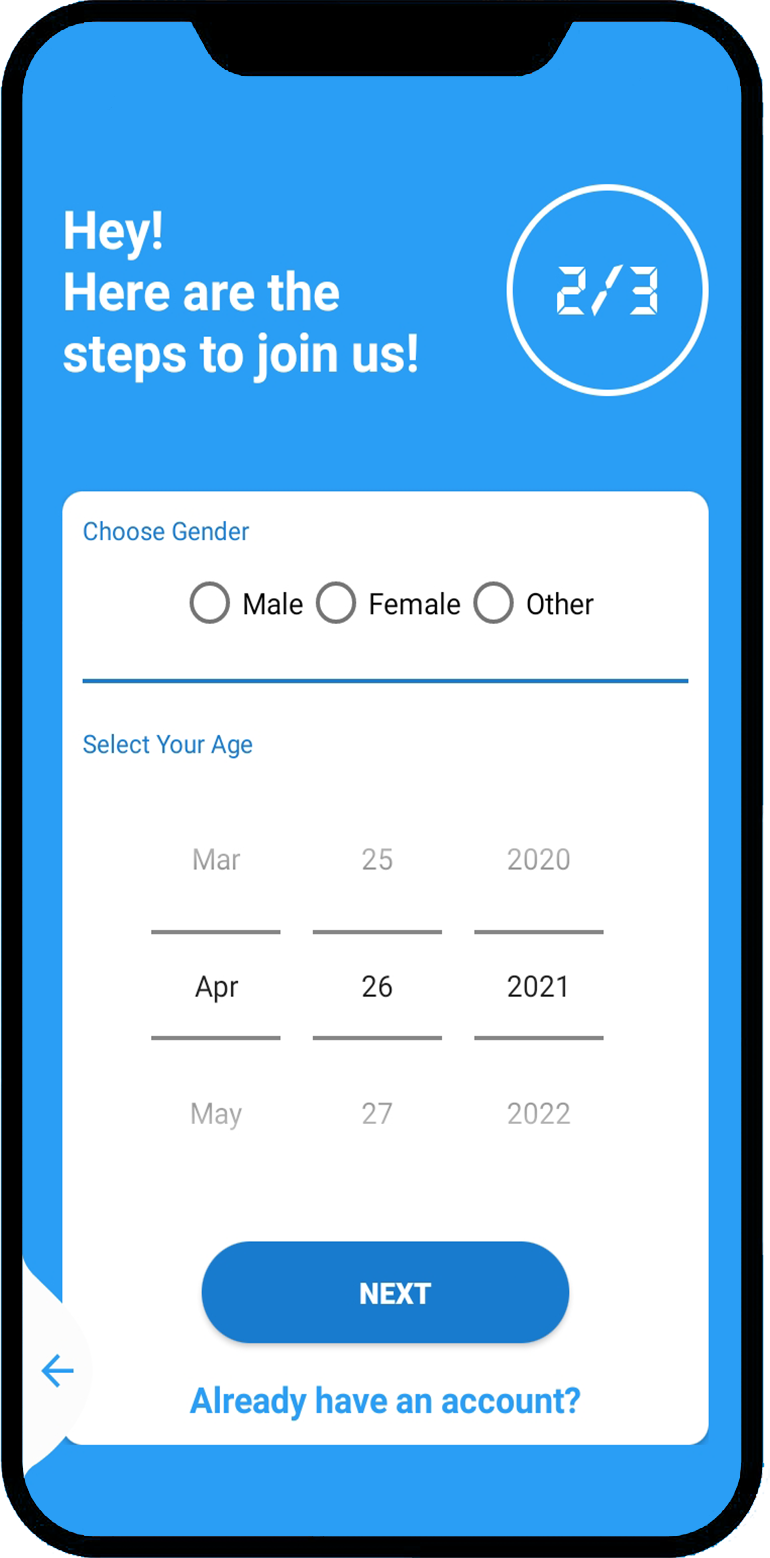 Hey!
Here are the
steps to join us!
2/3
Choose Gender
Male Female Other
Select Your Age
Mar 25 2020
Apr 26 2021
May 27 2022
NEXT
Already have an account?